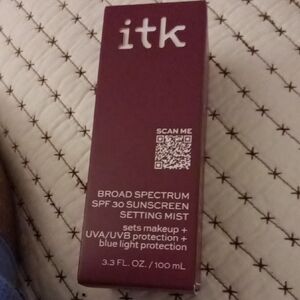 itk
SCAN ME
BROAD SPECTRUM
SPF 30 SUNSCREEN
SETTING MIST
sets makeup +
UVA/UVB protection +
blue light protection
3.3 FL. OZ. / 100 mL